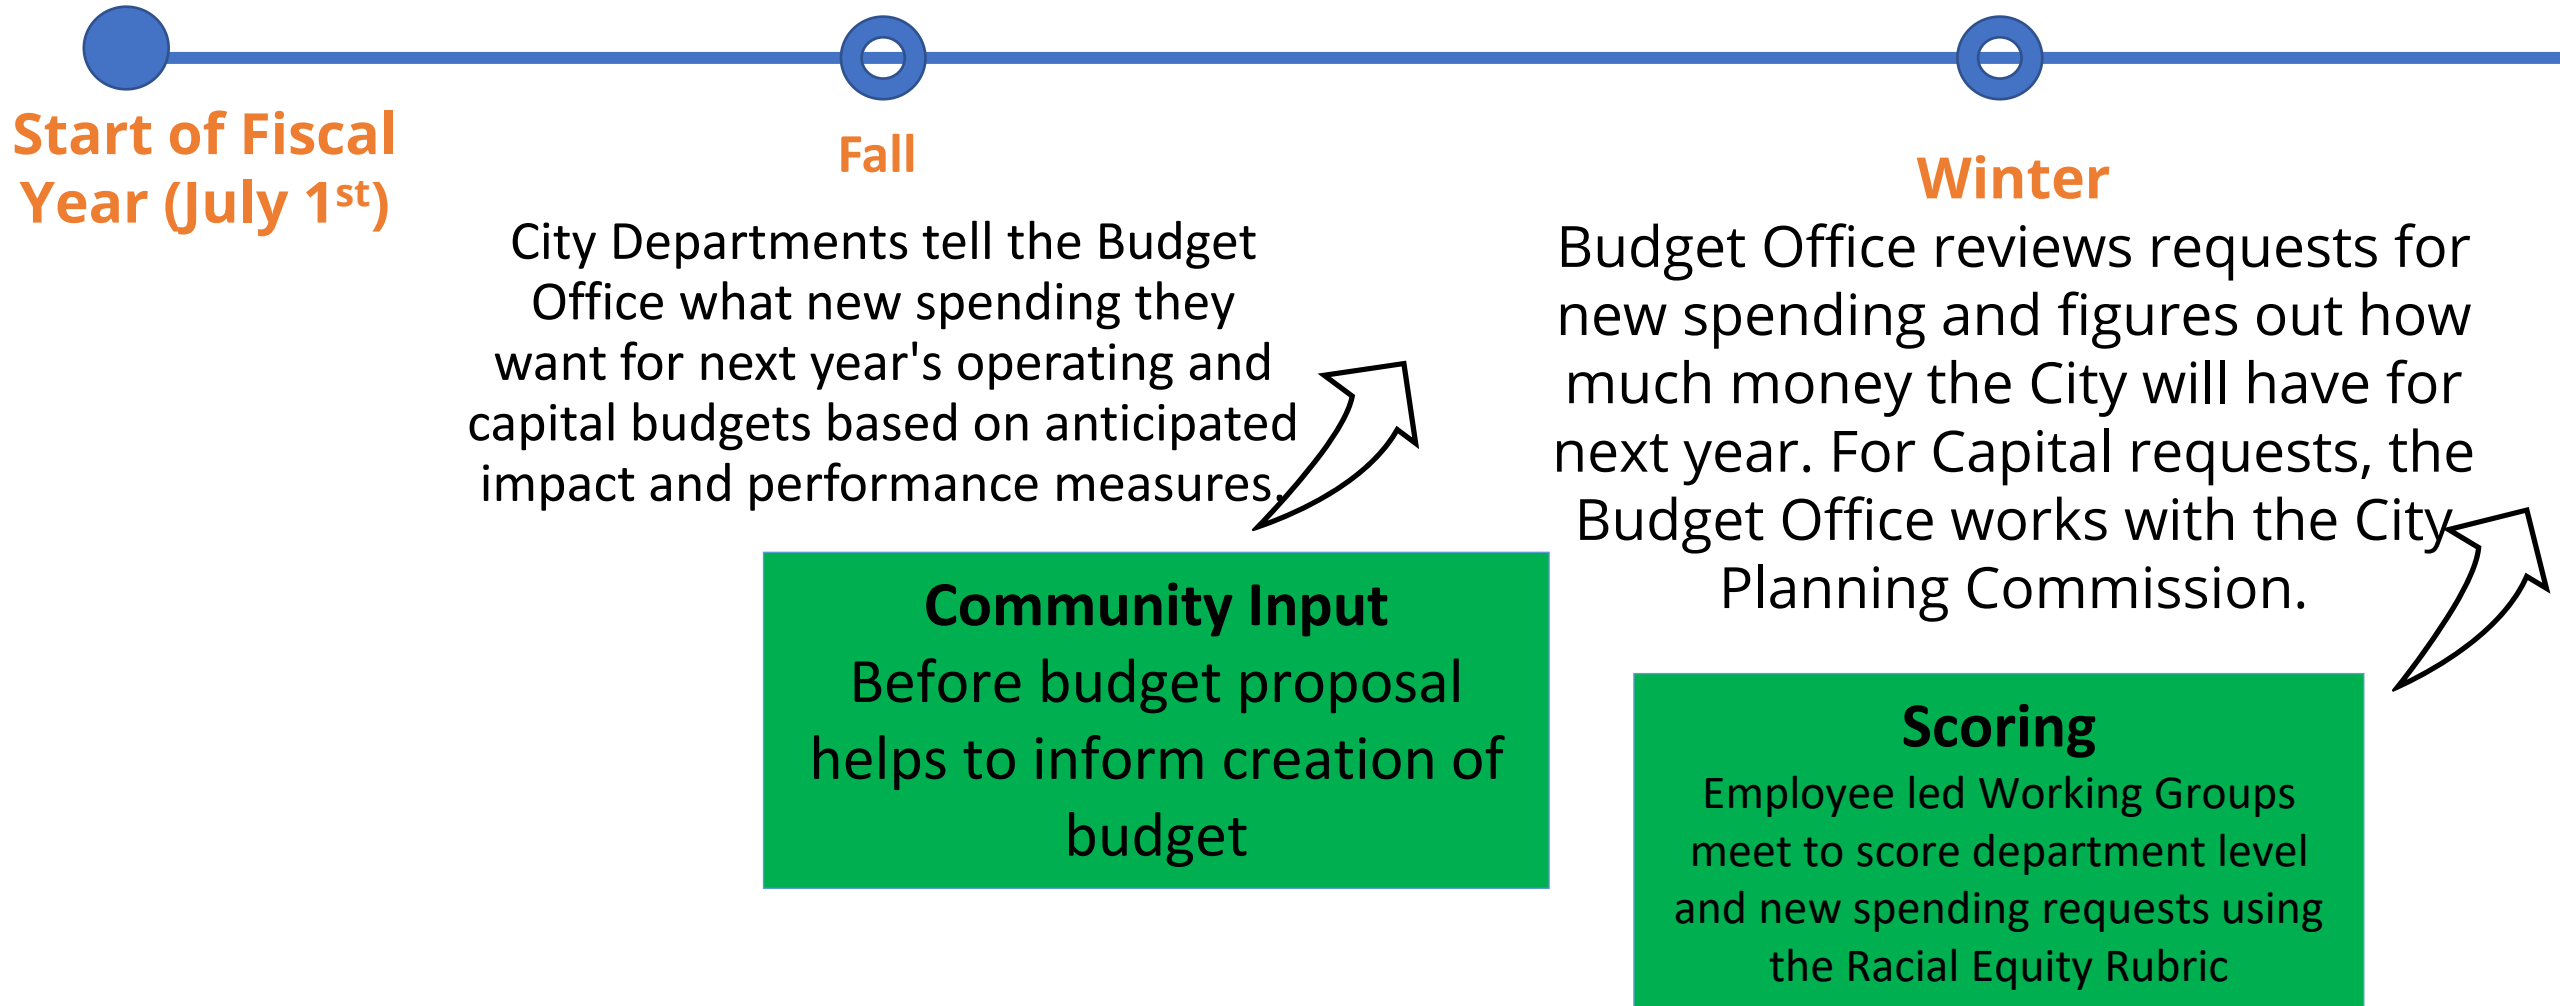 Start of Fiscal
Year (July 1st)
Fall
City Departments tell the Budget
Office what new spending they
want for next year's operating and
capital budgets based on anticipated
impact and performance measures.
Community Input
Before budget proposal
helps to inform creation of
budget
Winter
Budget Office reviews requests for
new spending and figures out how
much money the City will have for
next year. For Capital requests, the
Budget Office works with the City
Planning Commission.
Scoring
Employee led Working Groups
meet to score department level
and new spending requests using
the Racial Equity Rubric